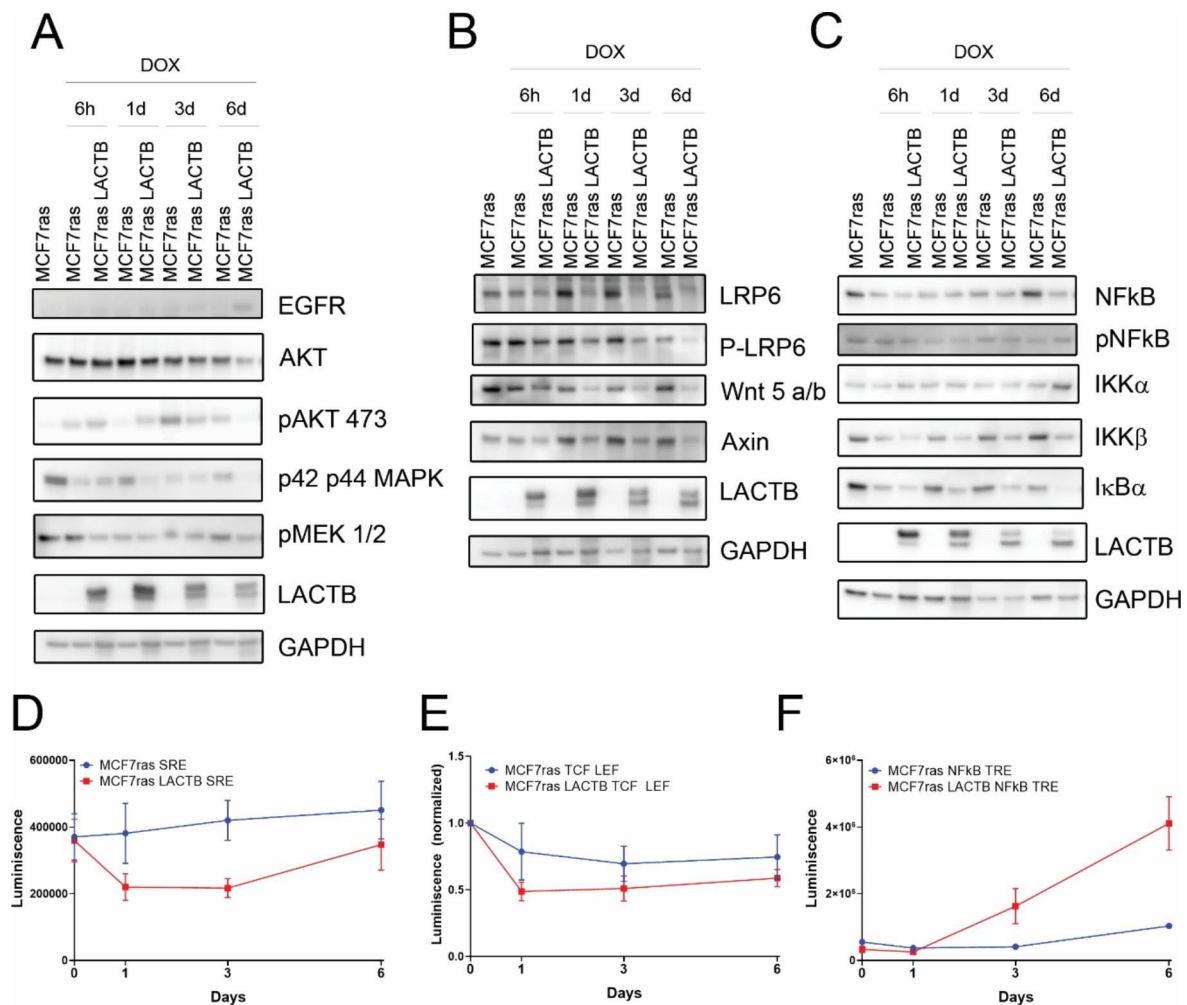 A
DOX
6h 1d 3d 6d
MCF7ras
MCF7ras
MCF7ras LACTB
MCF7ras
MCF7ras LACTB
MCF7ras
MCF7ras LACTB
MCF7ras
MCF7ras LACTB
EGFR
AKT
pAKT 473
p42 p44 MAPK
pMEK 1/2
LACTB
GAPDH
B
DOX
6h 1d 3d 6d
MCF7ras
MCF7ras
MCF7ras LACTB
MCF7ras
MCF7ras LACTB
MCF7ras
MCF7ras LACTB
MCF7ras
MCF7ras LACTB
LRP6
P-LRP6
Wnt 5 a/b
Axin
LACTB
GAPDH
C
DOX
6h 1d 3d 6d
MCF7ras
MCF7ras
MCF7ras LACTB
MCF7ras
MCF7ras LACTB
MCF7ras
MCF7ras LACTB
MCF7ras
MCF7ras LACTB
NFkB
pNFkB
IKKα
IKKβ
IκBα
LACTB
GAPDH
D
MCF7ras SRE
MCF7ras LACTB SRE
Luminiscence
600000
400000
200000
0
0 1 3 6
Days
E
MCF7ras TCF LEF
MCF7ras LACTB TCF LEF
Luminiscence (normalized)
1.5
1.0
0.5
0.0
0 1 3 6
Days
F
MCF7ras NFkB TRE
MCF7ras LACTB NFkB TRE
Luminiscence
6×10⁶
4×10⁶
2×10⁶
0
0 1 3 6
Days